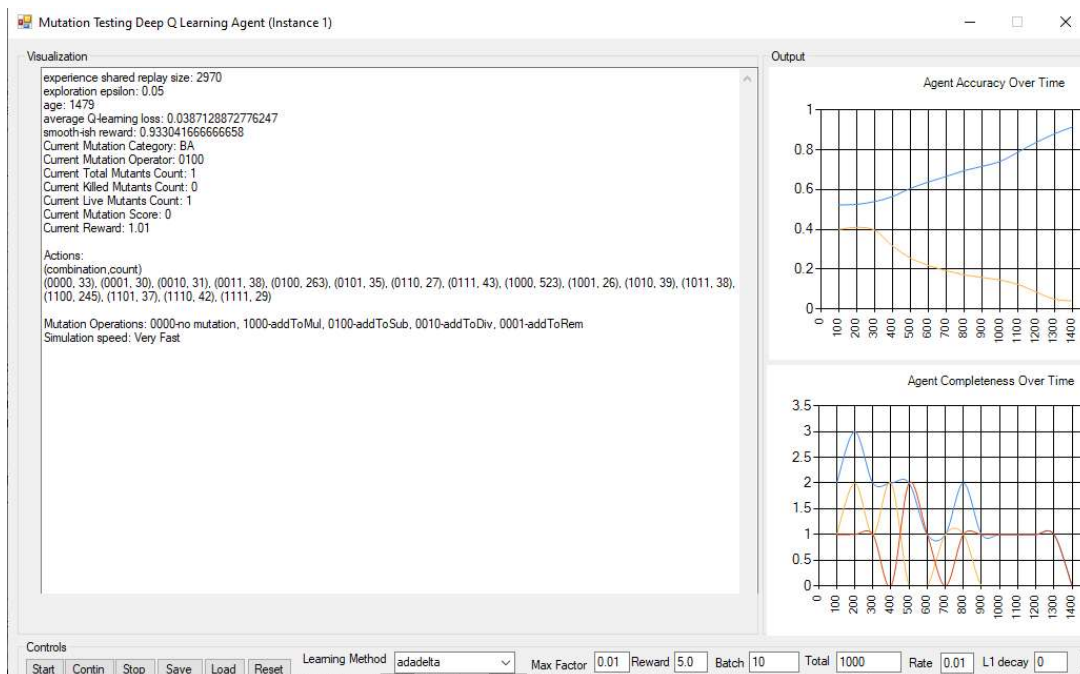 Mutation Testing Deep Q Learning Agent (Instance 1)
Visualization
experience shared replay size: 2970
exploration epsilon: 0.05
age: 1479
average Q-learning loss: 0.0387128872776247
smooth-ish reward: 0.933041666666658
Current Mutation Category: BA
Current Mutation Operator: 0100
Current Total Mutants Count: 1
Current Killed Mutants Count: 0
Current Live Mutants Count: 1
Current Mutation Score: 0
Current Reward: 1.01
Actions:
(combination,count)
(0000, 33), (0001, 30), (0010, 31), (0011, 38), (0100, 263), (0101, 35), (0110, 27), (0111, 43), (1000, 523), (1001, 26), (1010, 39), (1011, 38),
(1100, 245), (1101, 37), (1110, 42), (1111, 29)
Mutation Operations: 0000-no mutation, 1000-addToMul, 0100-addToSub, 0010-addToDiv, 0001-addToRem
Simulation speed: Very Fast
Output
Agent Accuracy Over Time
1
0.8
0.6
0.4
0.2
0
0 100 200 300 400 500 600 700 800 900 1000 1100 1200 1300 1400
Agent Completeness Over Time
3.5
3
2.5
2
1.5
1
0.5
0
0 100 200 300 400 500 600 700 800 900 1000 1100 1200 1300 1400
Controls
Start Contin Stop Save Load Reset Learning Method adadelta Max Factor 0.01 Reward 5.0 Batch 10 Total 1000 Rate 0.01 L1 decay 0